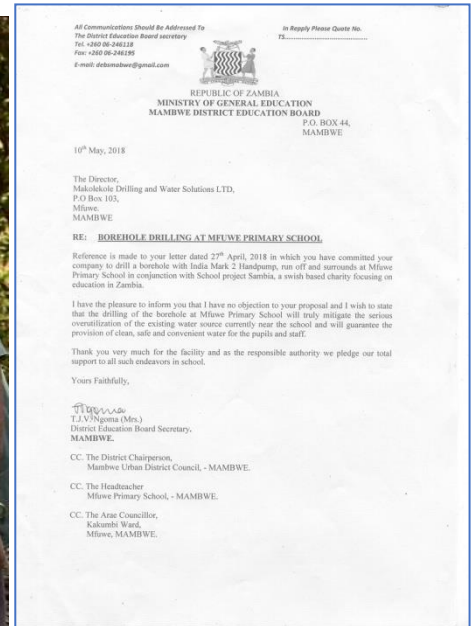 All Communications Should Be Addressed To
The District Education Board secretary
Tel. +260 06-246118
Fax: +260 06-246195
E-mail: debsmabwe@gmail.com
In Repply Please Quote No.
TS
REPUBLIC OF ZAMBIA
MINISTRY OF GENERAL EDUCATION
MAMBWE DISTRICT EDUCATION BOARD
P.O. BOX 44,
MAMBWE
10th May, 2018
The Director,
Makolekole Drilling and Water Solutions LTD,
P.O Box 103,
Mfuwe,
MAMBWE
RE: BOREHOLE DRILLING AT MFUWE PRIMARY SCHOOL
Reference is made to your letter dated 27th April, 2018 in which you have committed your
company to drill a borehole with India Mark 2 Handpump, run off and surrounds at Mfuwe
Primary School in conjunction with School project Sambia, a swish based charity focusing on
education in Zambia.
I have the pleasure to inform you that I have no objection to your proposal and I wish to state
that the drilling of the borehole at Mfuwe Primary School will truly mitigate the serious
overutilization of the existing water source currently near the school and will guarantee the
provision of clean, safe and convenient water for the pupils and staff.
Thank you very much for the facility and as the responsible authority we pledge our total
support to all such endeavors in school.
Yours Faithfully,
T.J.V.Ngoma (Mrs.)
District Education Board Secretary.
MAMBWE.
CC. The District Chairperson,
Mambwe Urban District Council, - MAMBWE.
CC. The Headteacher
Mfuwe Primary School, - MAMBWE.
CC. The Arae Councillor,
Kakumbi Ward,
Mfuwe, MAMBWE.